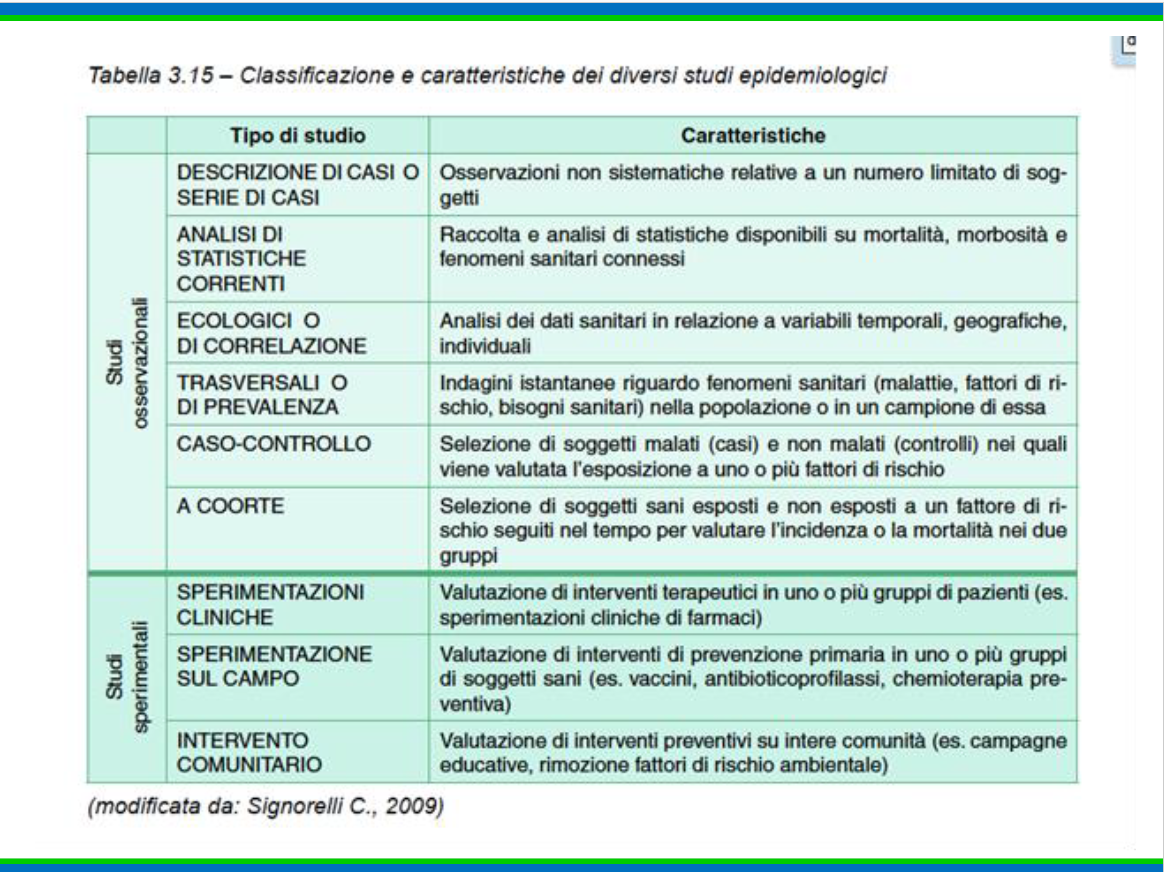 Tabella 3.15 – Classificazione e caratteristiche dei diversi studi epidemiologici
Tipo di studio
Caratteristiche
Studi
osservazionali
DESCRIZIONE DI CASI O
SERIE DI CASI
Osservazioni non sistematiche relative a un numero limitato di sog-
getti
ANALISI DI
STATISTICHE
CORRENTI
Raccolta e analisi di statistiche disponibili su mortalità, morbosità e
fenomeni sanitari connessi
ECOLOGICI O
DI CORRELAZIONE
Analisi dei dati sanitari in relazione a variabili temporali, geografiche,
individuali
TRASVERSALI O
DI PREVALENZA
Indagini istantanee riguardo fenomeni sanitari (malattie, fattori di ri-
schio, bisogni sanitari) nella popolazione o in un campione di essa
CASO-CONTROLLO
Selezione di soggetti malati (casi) e non malati (controlli) nei quali
viene valutata l'esposizione a uno o più fattori di rischio
A COORTE
Selezione di soggetti sani esposti e non esposti a un fattore di ri-
schio seguiti nel tempo per valutare l'incidenza o la mortalità nei due
gruppi
Studi
sperimentali
SPERIMENTAZIONI
CLINICHE
Valutazione di interventi terapeutici in uno o più gruppi di pazienti (es.
sperimentazioni cliniche di farmaci)
SPERIMENTAZIONE
SUL CAMPO
Valutazione di interventi di prevenzione primaria in uno o più gruppi
di soggetti sani (es. vaccini, antibioticoprofilassi, chemioterapia pre-
ventiva)
INTERVENTO
COMUNITARIO
Valutazione di interventi preventivi su intere comunità (es. campagne
educative, rimozione fattori di rischio ambientale)
(modificata da: Signorelli C., 2009)